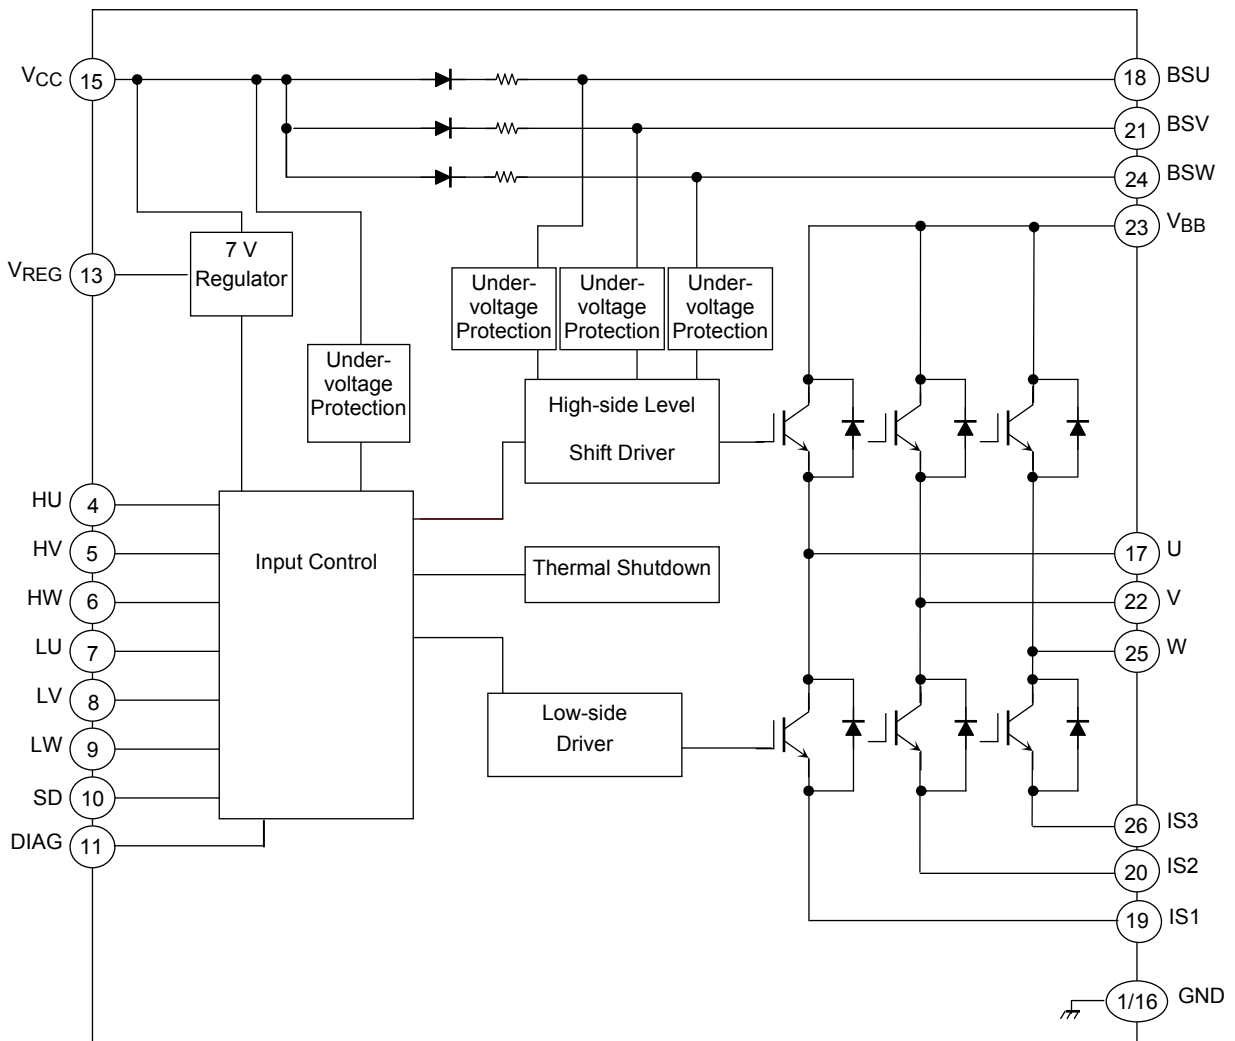 VCC 15
18 BSU
21 BSV
24 BSW
23 VBB
7 V
Regulator
VREG 13
Under-
voltage
Protection
Under-
voltage
Protection
Under-
voltage
Protection
Under-
voltage
Protection
High-side Level
Shift Driver
HU 4
HV 5
HW 6
LU 7
LV 8
LW 9
SD 10
DIAG 11
Input Control
Thermal Shutdown
Low-side
Driver
17 U
22 V
25 W
26 IS3
20 IS2
19 IS1
1/16 GND